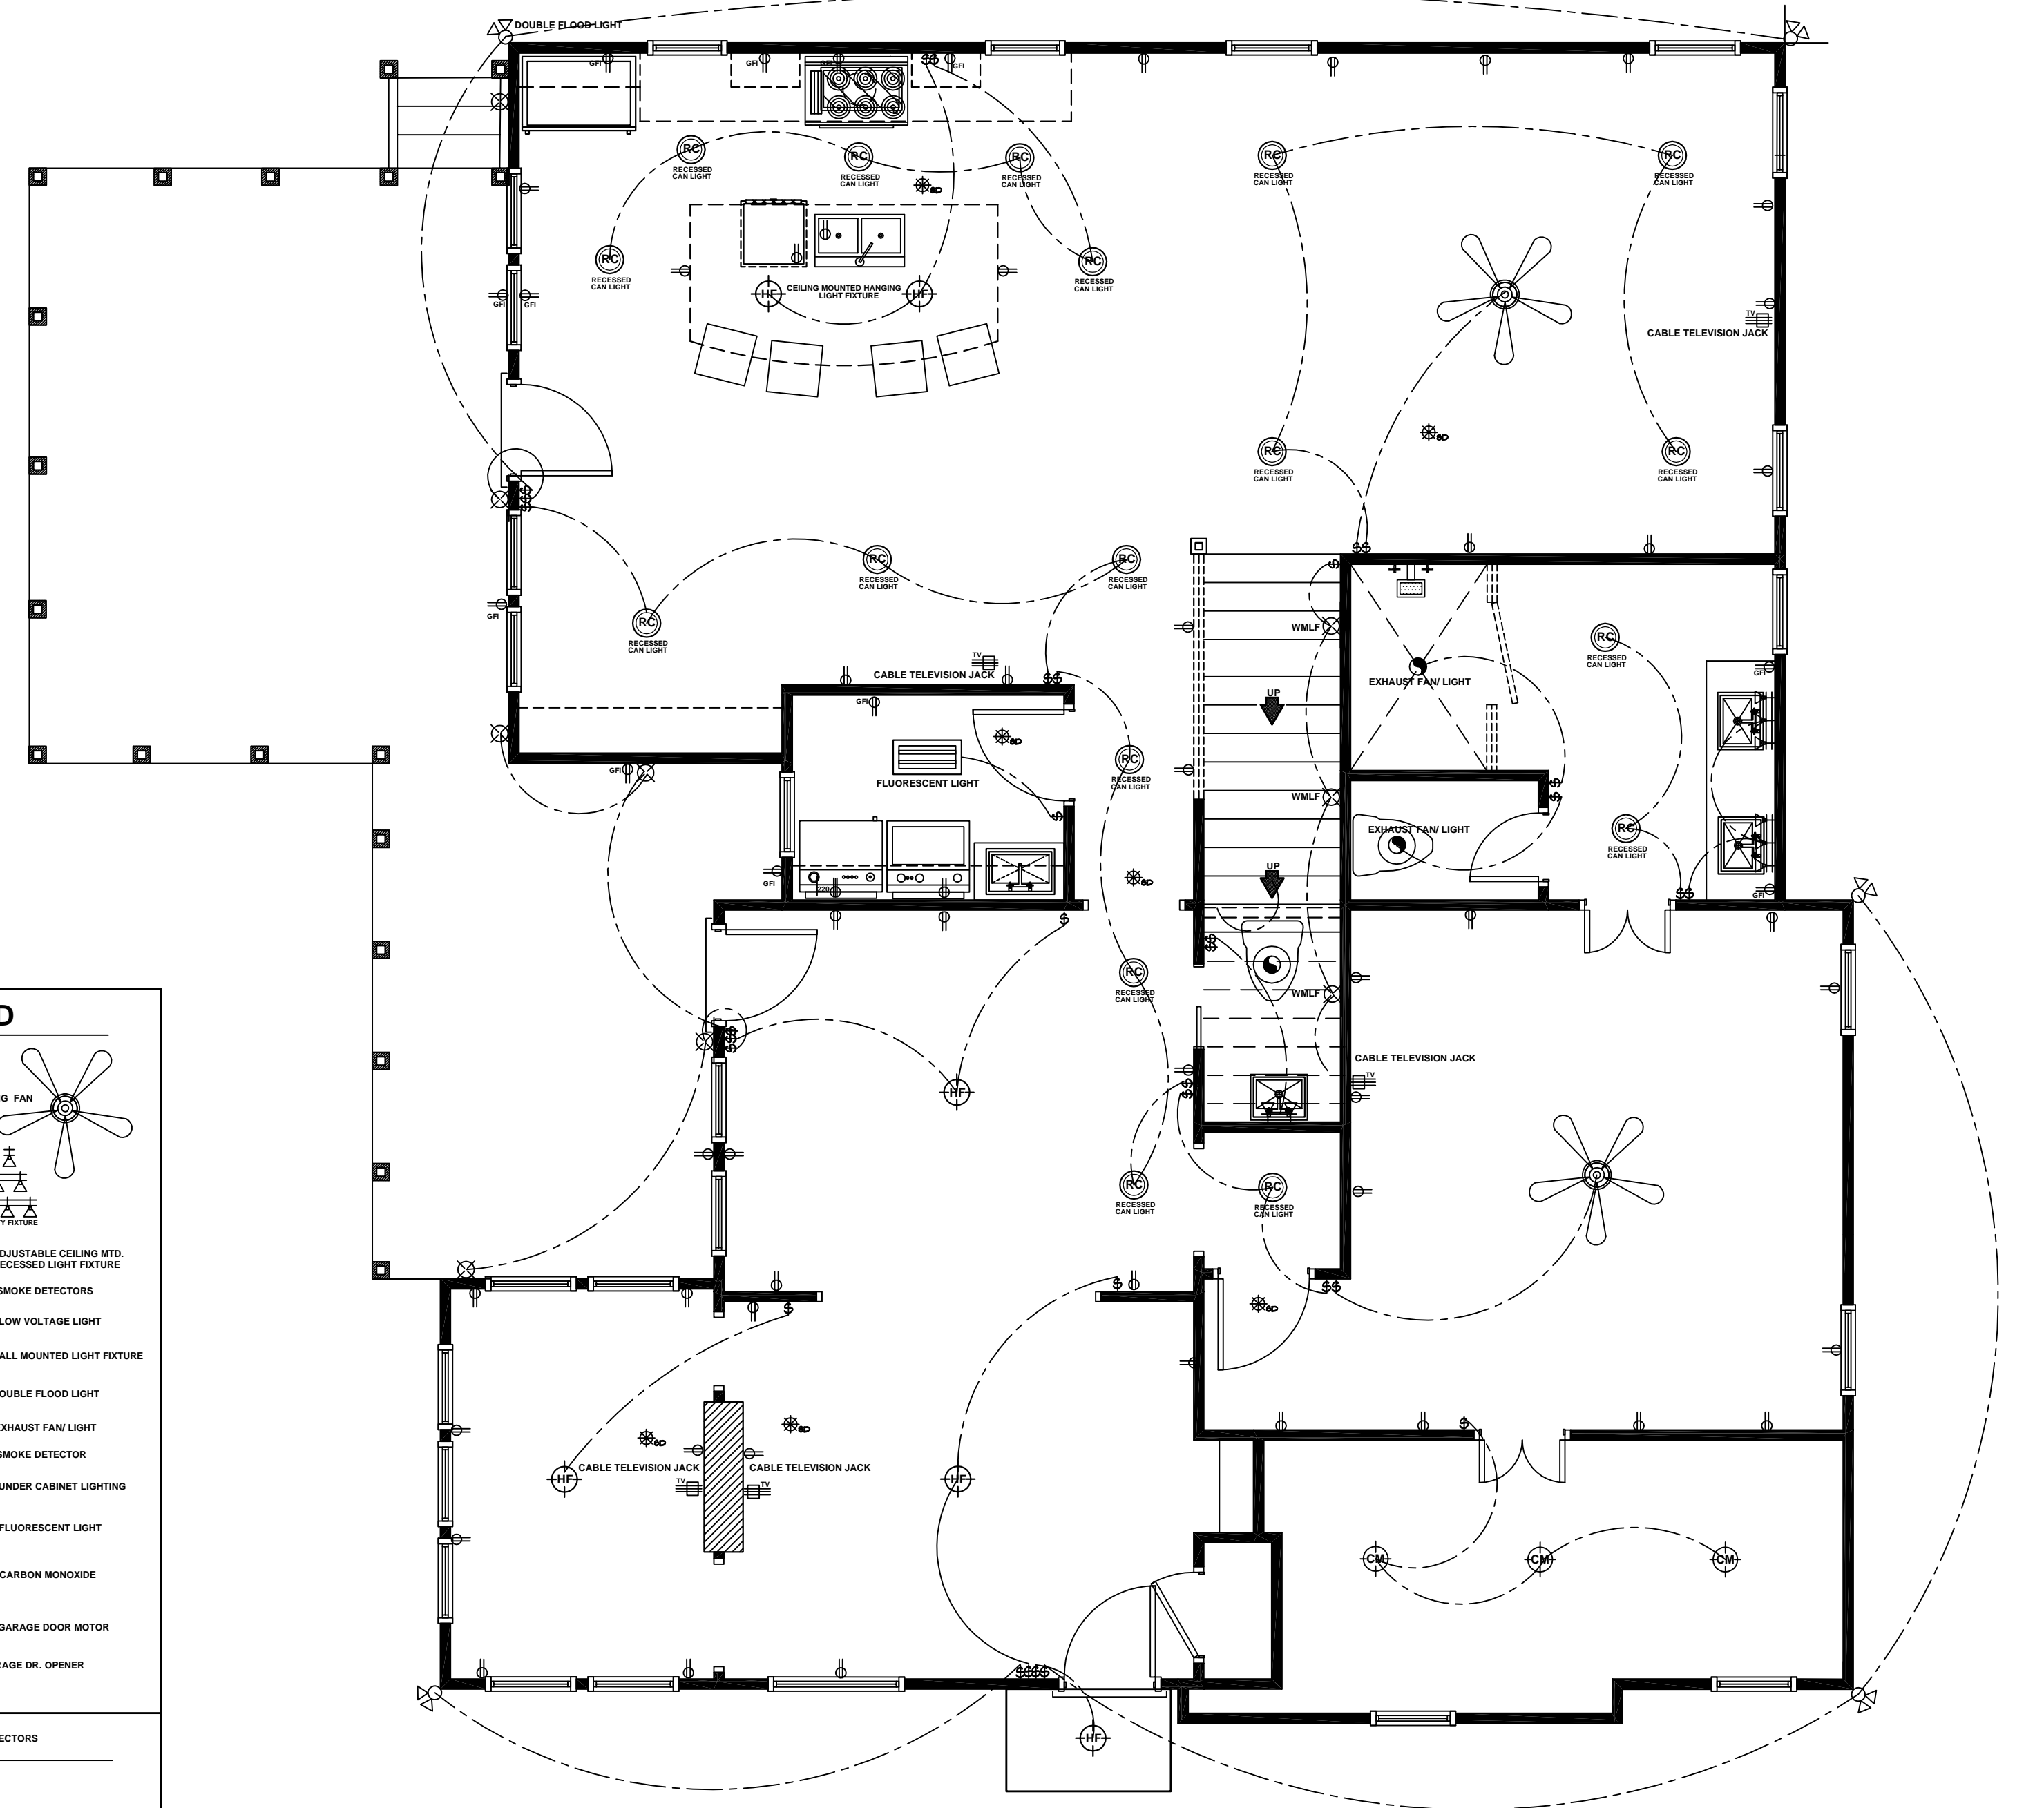 DOUBLE FLOOD LIGHT
GFI
GFI
GFI
GFI
$$
RC
RECESSED
CAN LIGHT
RC
RECESSED
CAN LIGHT
RC
RECESSED
CAN LIGHT
RC
RECESSED
CAN LIGHT
RC
RECESSED
CAN LIGHT
SD
RC
RECESSED
CAN LIGHT
RC
RECESSED
CAN LIGHT
HF
CEILING MOUNTED HANGING
LIGHT FIXTURE
HF
GFI
GFI
TV
CABLE TELEVISION JACK
SD
RC
RECESSED
CAN LIGHT
RC
RECESSED
CAN LIGHT
$$$
$$
RC
RECESSED
CAN LIGHT
RC
RECESSED
CAN LIGHT
$
GFI
RC
RECESSED
CAN LIGHT
WMLF
RC
RECESSED
CAN LIGHT
TV
CABLE TELEVISION JACK
$$
EXHAUST FAN/ LIGHT
GFI
UP
GFI
SD
GFI
FLUORESCENT LIGHT
RC
RECESSED
CAN LIGHT
$
WMLF
$
$
EXHAUST FAN/ LIGHT
RC
RECESSED
CAN LIGHT
GFI
220
SD
UP
$$
GFI
$
$$
RC
RECESSED
CAN LIGHT
WMLF
D
$$$
CABLE TELEVISION JACK
TV
HF
$$
G FAN
RC
RECESSED
CAN LIGHT
RC
RECESSED
CAN LIGHT
Y FIXTURE
DJUSTABLE CEILING MTD.
ECESSED LIGHT FIXTURE
SMOKE DETECTORS
LOW VOLTAGE LIGHT
ALL MOUNTED LIGHT FIXTURE
OUBLE FLOOD LIGHT
XHAUST FAN/ LIGHT
SMOKE DETECTOR
UNDER CABINET LIGHTING
FLUORESCENT LIGHT
CARBON MONOXIDE
GARAGE DOOR MOTOR
RAGE DR. OPENER
ECTORS
$
$
$$
SD
SD
SD
$
HF
CABLE TELEVISION JACK
CABLE TELEVISION JACK
TV
TV
HF
CM
CM
CM
$$$$
HF